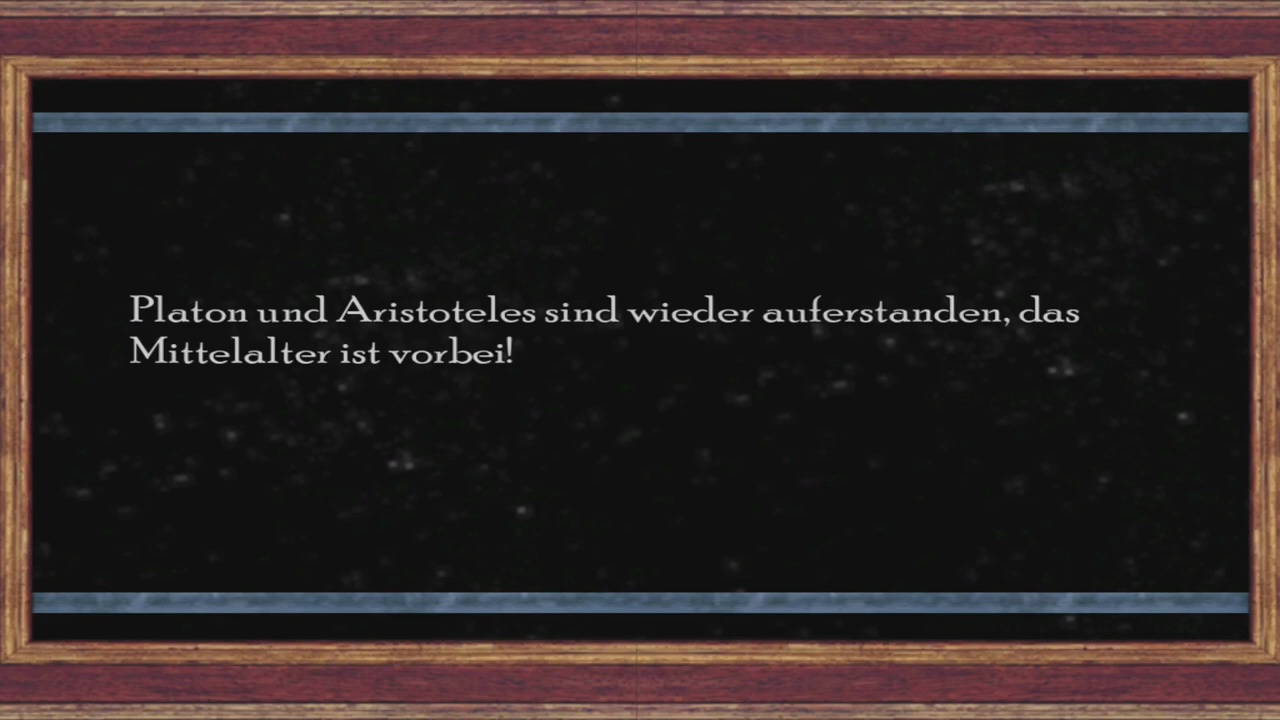 Platon und Aristoteles sind wieder auferstanden, das
Mittelalter ist vorbei!